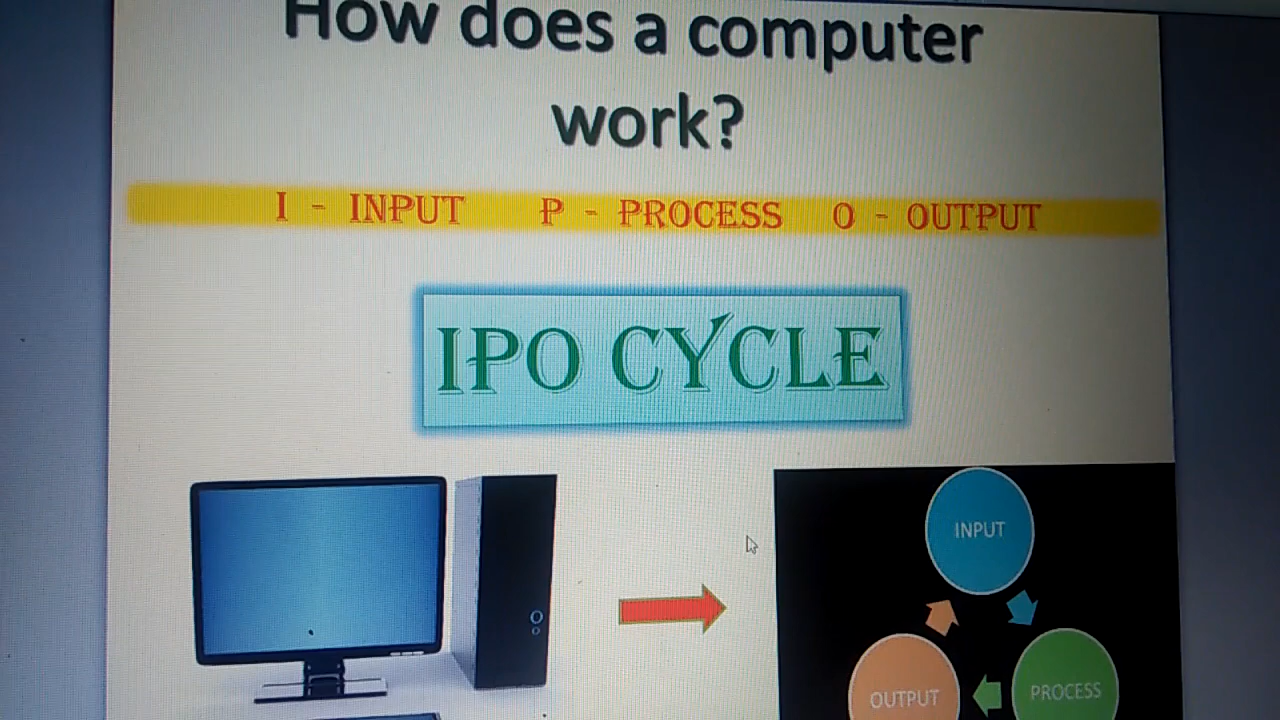 How does a computer
work?
I - INPUT P - PROCESS O - OUTPUT
IPO CYCLE
INPUT
OUTPUT
PROCESS